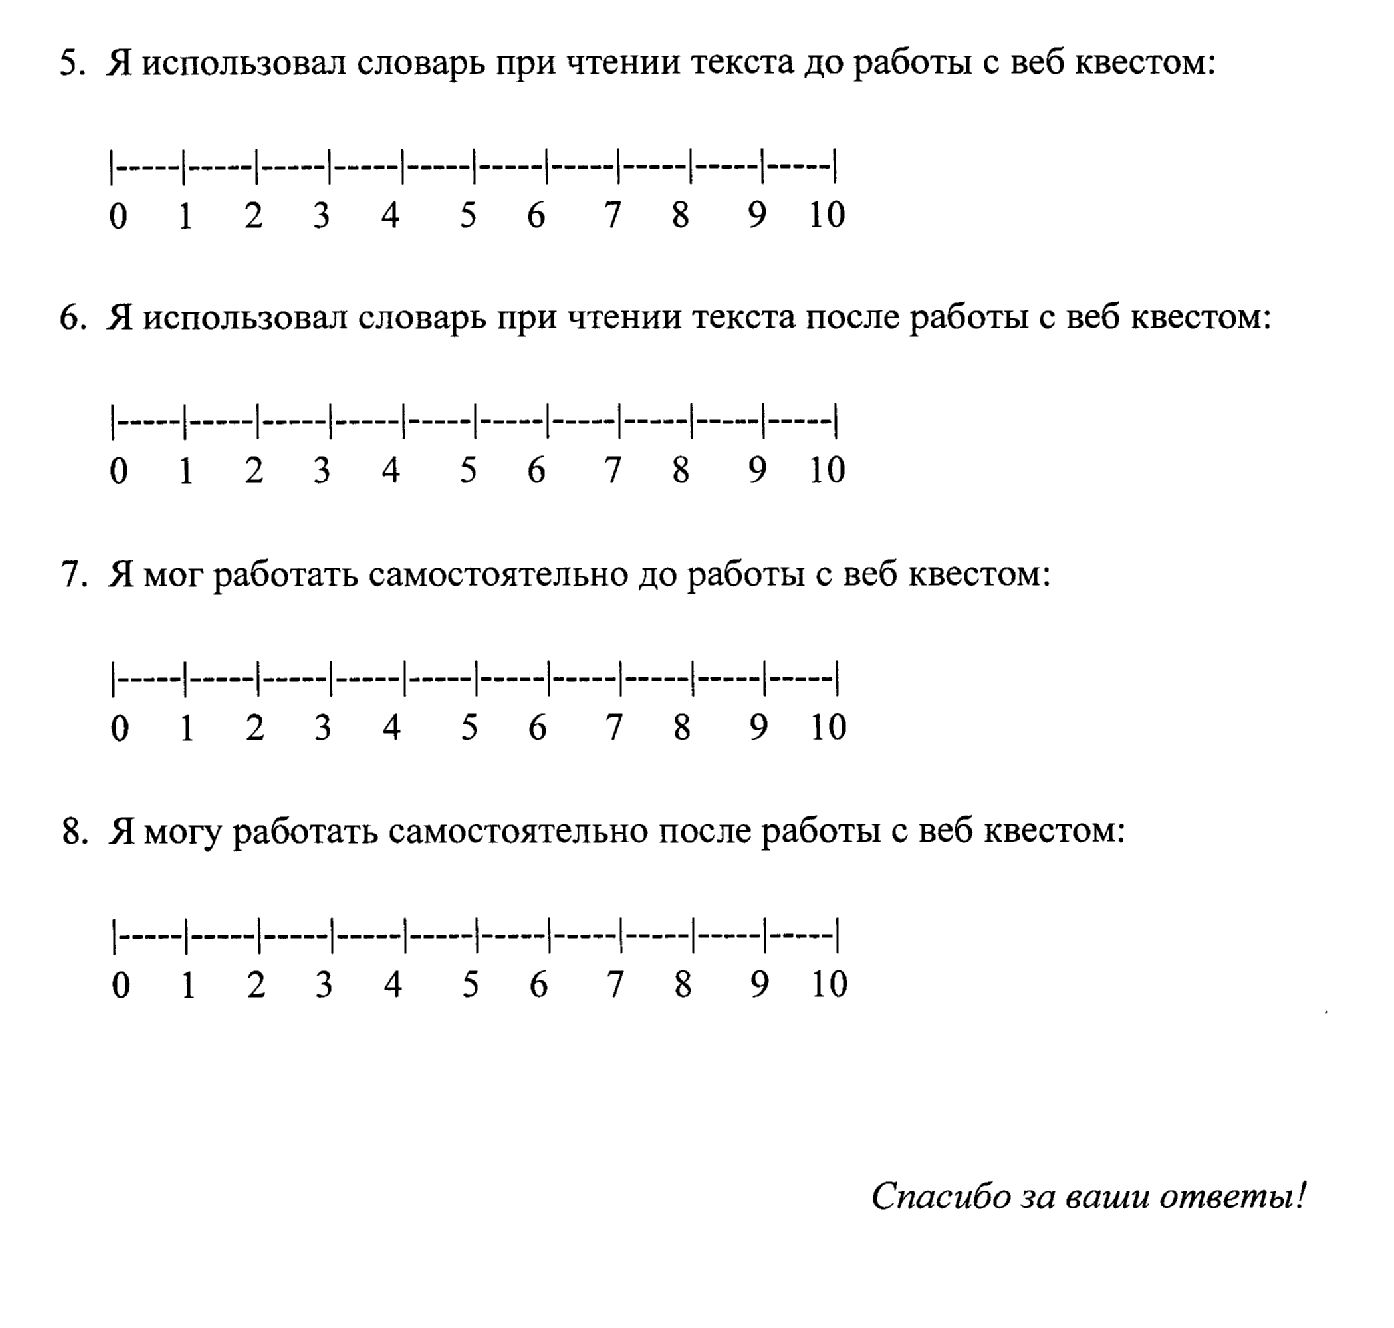 5. Я использовал словарь при чтении текста до работы с веб квестом:
|-----|-----|-----|-----|-----|-----|-----|-----|-----|-----|
0 1 2 3 4 5 6 7 8 9 10
6. Я использовал словарь при чтении текста после работы с веб квестом:
|-----|-----|-----|-----|-----|-----|-----|-----|-----|-----|
0 1 2 3 4 5 6 7 8 9 10
7. Я мог работать самостоятельно до работы с веб квестом:
|-----|-----|-----|-----|-----|-----|-----|-----|-----|-----|
0 1 2 3 4 5 6 7 8 9 10
8. Я могу работать самостоятельно после работы с веб квестом:
|-----|-----|-----|-----|-----|-----|-----|-----|-----|-----|
0 1 2 3 4 5 6 7 8 9 10
Спасибо за ваши ответы!